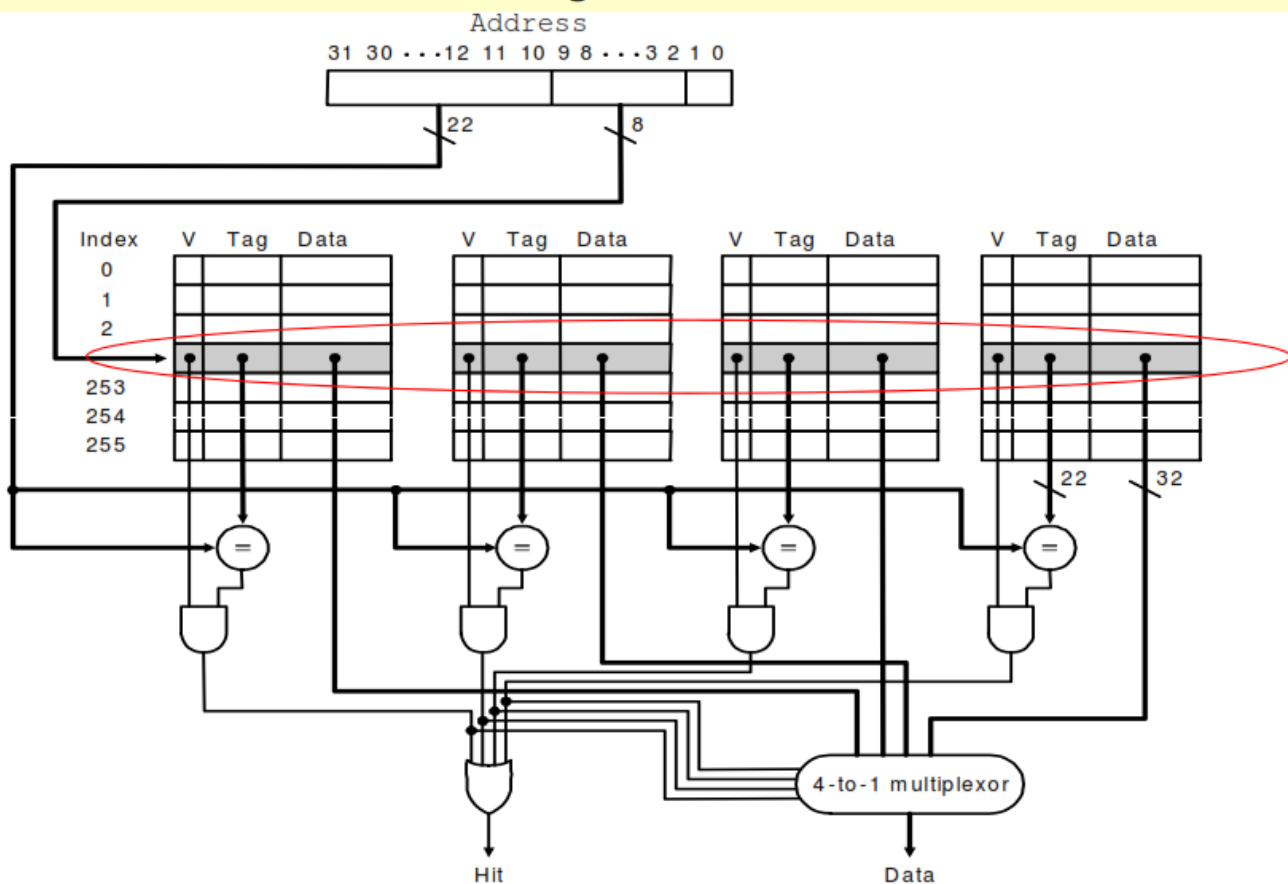 Address
31 30 ···12 11 10 9 8 ···3 2 1 0
22
8
Index V Tag Data V Tag Data V Tag Data V Tag Data
0
1
2
253
254
255
22
32
= = = =
4-to-1 multiplexor
Hit
Data